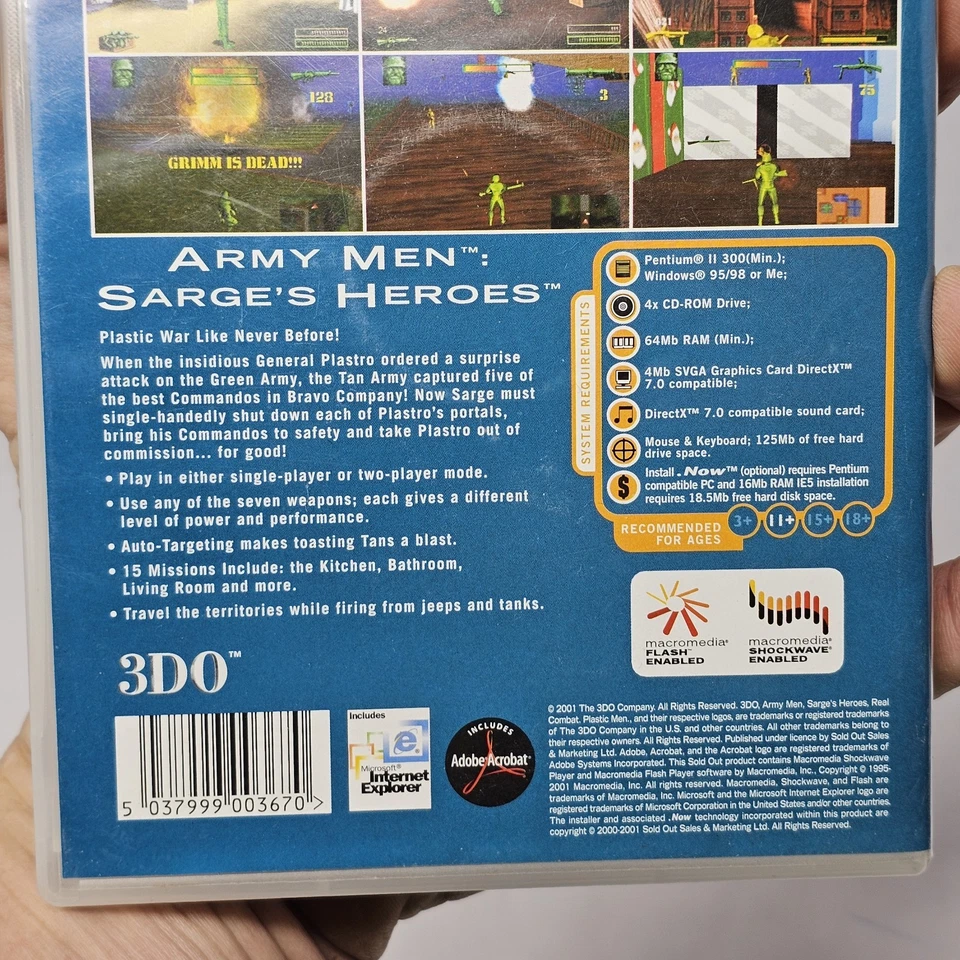 631
24
128
3
75
GRIMM IS DEAD!!!
ARMY MEN™:
SARGE'S HEROES™
Plastic War Like Never Before!
When the insidious General Plastro ordered a surprise
attack on the Green Army, the Tan Army captured five of
the best Commandos in Bravo Company! Now Sarge must
single-handedly shut down each of Plastro's portals,
bring his Commandos to safety and take Plastro out of
commission... for good!
• Play in either single-player or two-player mode.
• Use any of the seven weapons; each gives a different
level of power and performance.
• Auto-Targeting makes toasting Tans a blast.
• 15 Missions Include: the Kitchen, Bathroom,
Living Room and more.
• Travel the territories while firing from jeeps and tanks.
SYSTEM REQUIREMENTS
Pentium® II 300(Min.);
Windows® 95/98 or Me;
4x CD-ROM Drive;
64Mb RAM (Min.);
4Mb SVGA Graphics Card DirectX™
7.0 compatible;
DirectX™ 7.0 compatible sound card;
Mouse & Keyboard; 125Mb of free hard
drive space.
$
Install .Now™ (optional) requires Pentium
compatible PC and 16Mb RAM IE5 installation
requires 18.5Mb free hard disk space.
RECOMMENDED
FOR AGES
3+ 11+ 15+ 18+
macromedia®
FLASH™
ENABLED
macromedia®
SHOCKWAVE®
ENABLED
3DO™
5 037999 003670 >
Includes
e
Microsoft®
Internet
Explorer
INCLUDES
Adobe Acrobat®
© 2001 The 3DO Company. All Rights Reserved. 3DO, Army Men, Sarge's Heroes, Real
Combat. Plastic Men., and their respective logos, are trademarks or registered trademarks
of The 3DO Company in the U.S. and other countries. All other trademarks belong to
their respective owners. All Rights Reserved. Published under licence by Sold Out Sales
& Marketing Ltd. Adobe, Acrobat, and the Acrobat logo are registered trademarks of
Adobe Systems Incorporated. This Sold Out product contains Macromedia Shockwave
Player and Macromedia Flash Player software by Macromedia, Inc., Copyright © 1995-
2001 Macromedia, Inc. All rights reserved. Macromedia, Shockwave, and Flash are
trademarks of Macromedia, Inc. Microsoft and the Microsoft Internet Explorer logo are
registered trademarks of Microsoft Corporation in the United States and/or other countries.
The installer and associated .Now technology incorporated within this product are
copyright © 2000-2001 Sold Out Sales & Marketing Ltd. All Rights Reserved.